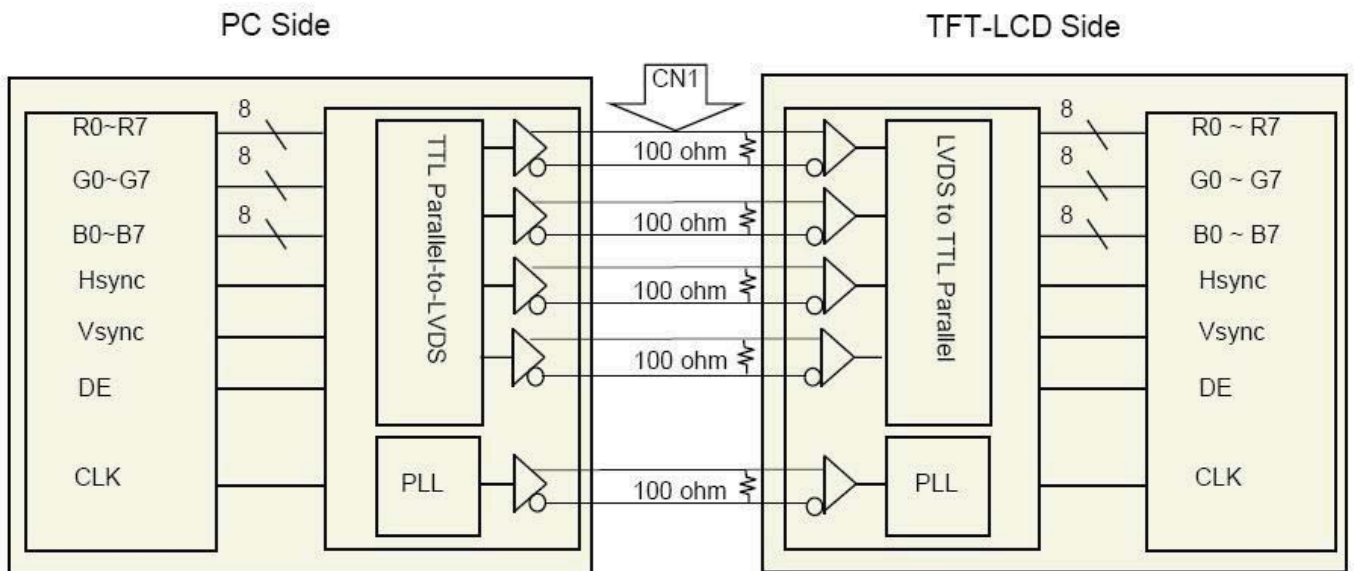 PC Side
TFT-LCD Side
CN1
8
R0~R7
8
G0~G7
8
B0~B7
Hsync
Vsync
DE
CLK
TTL Parallel-to-LVDS
PLL
100 ohm
100 ohm
100 ohm
100 ohm
100 ohm
LVDS to TTL Parallel
PLL
8
R0 ~ R7
8
G0 ~ G7
8
B0 ~ B7
Hsync
Vsync
DE
CLK